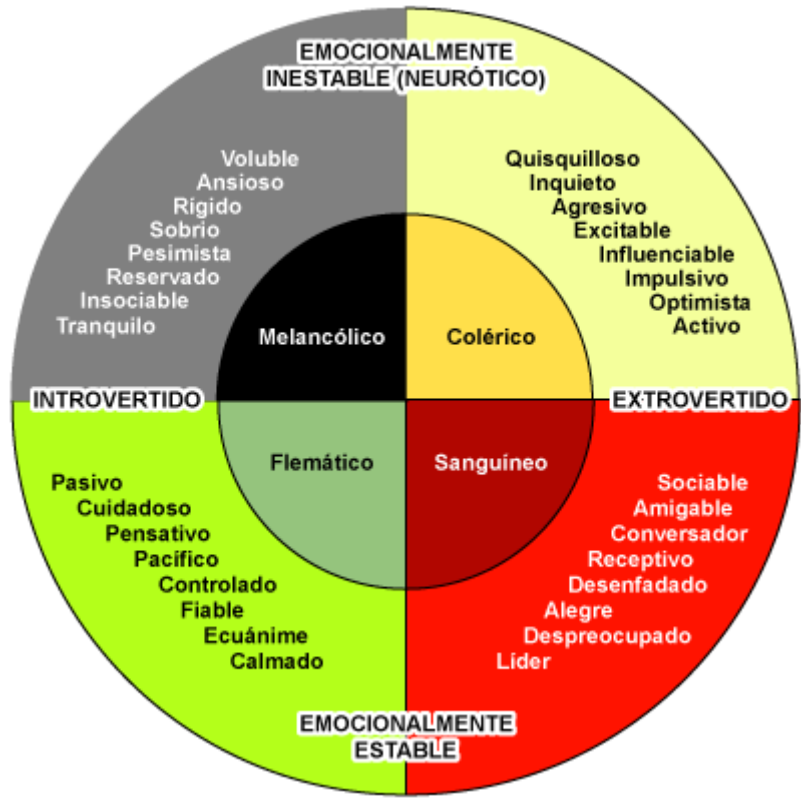 EMOCIONALMENTE
INESTABLE (NEURÓTICO)
Voluble
Ansioso
Rígido
Sobrio
Pesimista
Reservado
Insociable
Tranquilo
Quisquilloso
Inquieto
Agresivo
Excitable
Influenciable
Impulsivo
Optimista
Activo
Melancólico
Colérico
INTROVERTIDO
EXTROVERTIDO
Flemático
Sanguíneo
Pasivo
Cuidadoso
Pensativo
Pacífico
Controlado
Fiable
Ecuánime
Calmado
Sociable
Amigable
Conversador
Receptivo
Desenfadado
Alegre
Despreocupado
Líder
EMOCIONALMENTE
ESTABLE